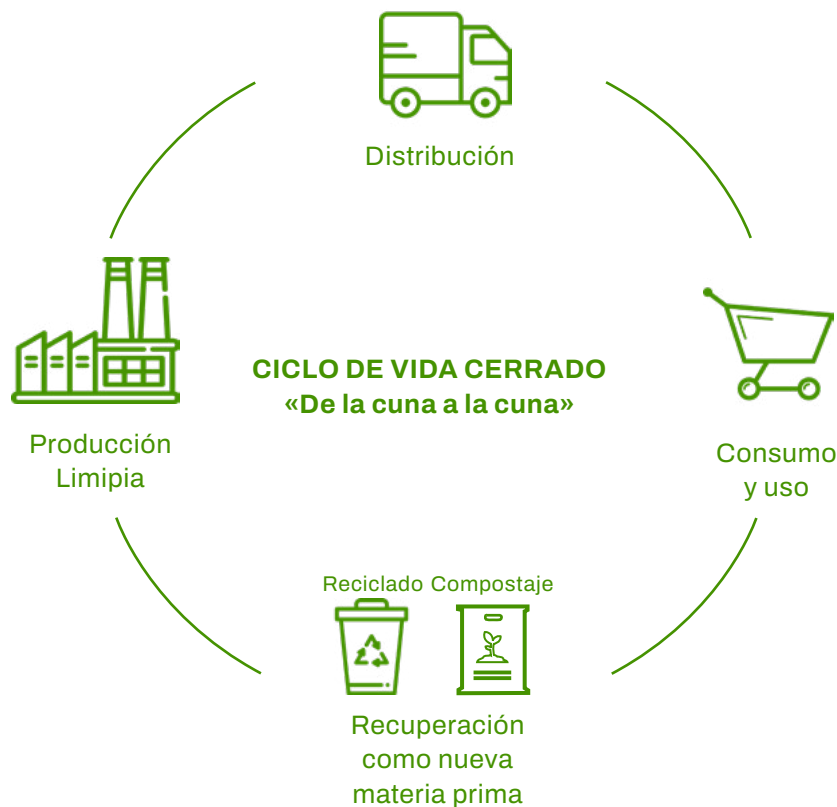 Distribución
CICLO DE VIDA CERRADO
«De la cuna a la cuna»
Producción
Limipia
Consumo
y uso
Reciclado Compostaje
Recuperación
como nueva
materia prima